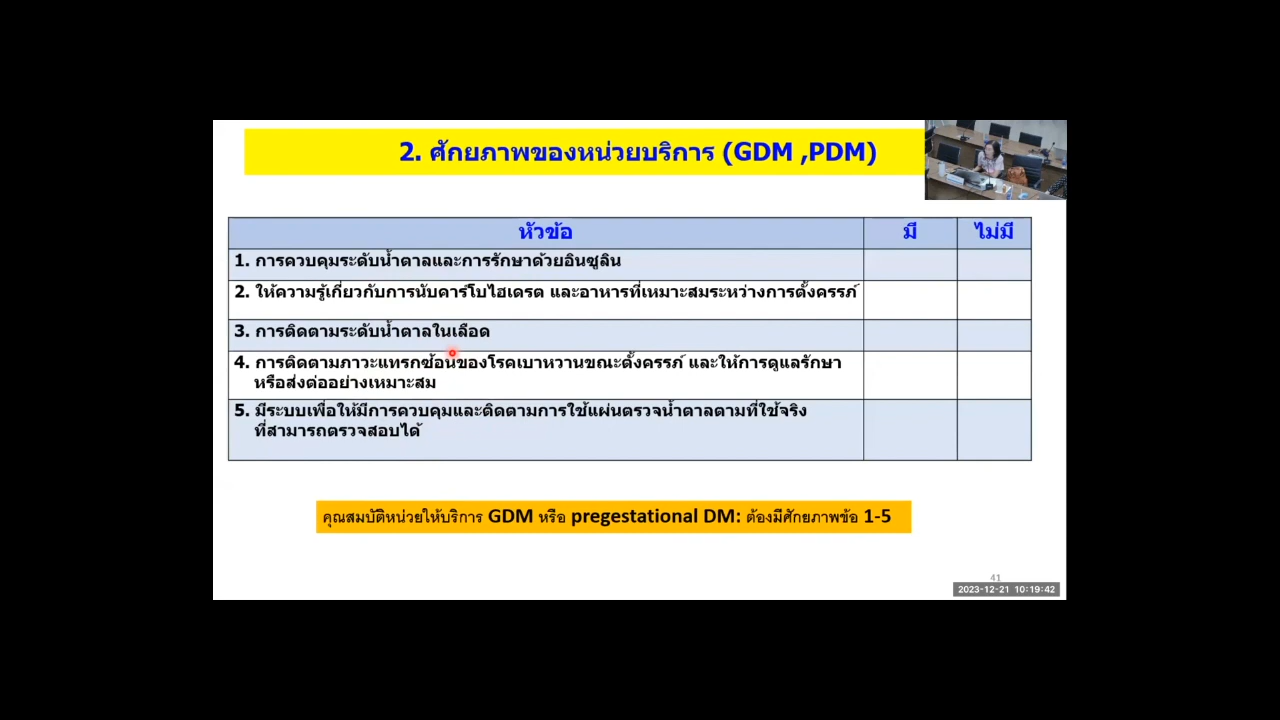 2. ศักยภาพของหน่วยบริการ (GDM ,PDM)
หัวข้อ
มี
ไม่มี
1. การควบคุมระดับน้ำตาลและการรักษาด้วยอินซูลิน
2. ให้ความรู้เกี่ยวกับการนับคาร์โบไฮเดรต และอาหารที่เหมาะสมระหว่างการตั้งครรภ์
3. การติดตามระดับน้ำตาลในเลือด
4. การติดตามภาวะแทรกซ้อนของโรคเบาหวานขณะตั้งครรภ์ และให้การดูแลรักษา
หรือส่งต่ออย่างเหมาะสม
5. มีระบบเพื่อให้มีการควบคุมและติดตามการใช้แผ่นตรวจน้ำตาลตามที่ใช้จริง
ที่สามารถตรวจสอบได้
คุณสมบัติหน่วยให้บริการ GDM หรือ pregestational DM: ต้องมีศักยภาพข้อ 1-5
41
2023-12-21 10:19:42